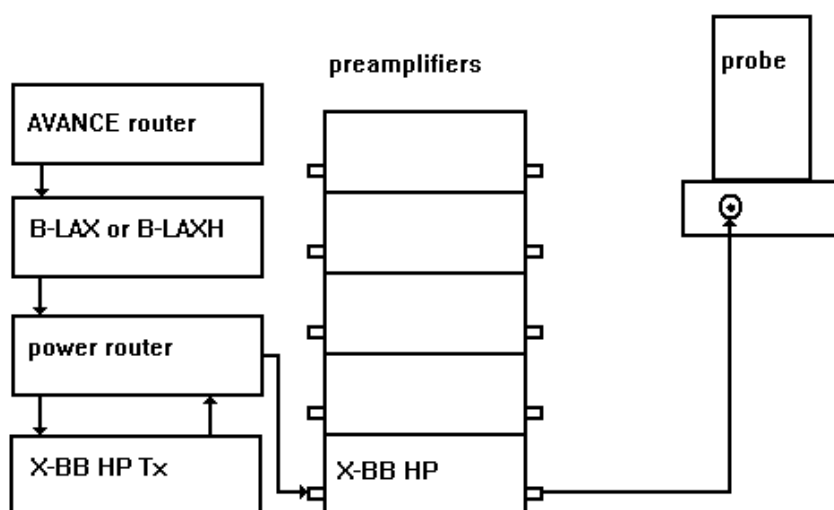 preamplifiers
probe
AVANCE router
B-LAX or B-LAXH
power router
X-BB HP Tx
X-BB HP